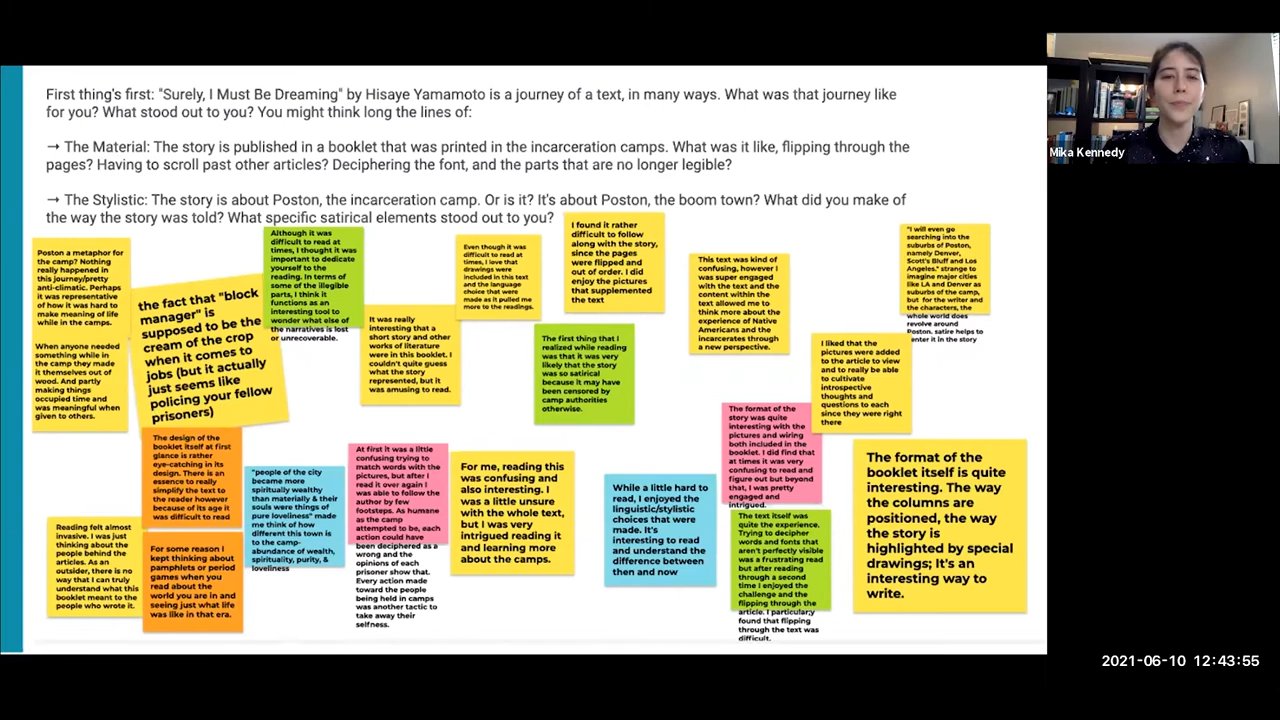 First thing's first: "Surely, I Must Be Dreaming" by Hisaye Yamamoto is a journey of a text, in many ways. What was that journey like
for you? What stood out to you? You might think long the lines of:
→ The Material: The story is published in a booklet that was printed in the incarceration camps. What was it like, flipping through the
pages? Having to scroll past other articles? Deciphering the font, and the parts that are no longer legible?
→ The Stylistic: The story is about Poston, the incarceration camp. Or is it? It's about Poston, the boom town? What did you make of
the way the story was told? What specific satirical elements stood out to you?
Mika Kennedy
Poston a metaphor for
the camp? Nothing
really happened in
this journey/pretty
anti-climatic. Perhaps
it was representative
of how it was hard to
make meaning of life
while in the camps.
When anyone needed
something while in
the camp they made
it themselves out of
wood. And partly
making things
occupied time and
was meaningful when
given to others.
the fact that "block
manager" is
supposed to be the
cream of the crop
when it comes to
jobs (but it actually
just seems like
policing your fellow
prisoners)
Although it was
difficult to read at
times, I thought it was
important to dedicate
yourself to the
reading. In terms of
some of the illegible
parts, I think it
functions as an
interesting tool to
wonder what else of
the narratives is lost
or unrecoverable.
It was really
interesting that a
short story and other
works of literature
were in this booklet. I
couldn't quite guess
what the story
represented, but it
was amusing to read.
Even though it was
difficult to read at
times, I love that
drawings were
included in this text
and the language
choice that were
made as it pulled me
more to the readings.
I found it rather
difficult to follow
along with the story,
since the pages
were flipped and
out of order. I did
enjoy the pictures
that supplemented
the text
The first thing that I
realized while reading
was that it was very
likely that the story
was so satirical
because it may have
been censored by
camp authorities
otherwise.
This text was kind of
confusing, however I
was super engaged
with the text and the
content within the
text allowed me to
think more about the
experience of Native
Americans and the
incarcerates through
a new perspective.
"I will even go
searching into the
suburbs of Poston,
namely Denver,
Scott's Bluff and Los
Angeles." strange to
imagine major cities
like LA and Denver as
suburbs of the camp,
but for the writer and
the characters, the
whole world does
revolve around
Poston. satire helps to
enter it in the story
I liked that the
pictures were added
to the article to view
and to really be able
to cultivate
introspective
thoughts and
questions to each
since they were right
there
The design of the
booklet itself at first
glance is rather
eye-catching in its
design. There is an
essence to really
simplify the text to
the reader however
because of its age it
was difficult to read
"people of the city
became more
spiritually wealthy
than materially & their
souls were things of
pure loveliness" made
me think of how
different this town is
to the camp-
abundance of wealth,
spirituality, purity, &
loveliness
At first it was a little
confusing trying to
match words with the
pictures, but after I
read it over again I
was able to follow the
author by few
footsteps. As humane
as the camp
attempted to be, each
action could have
been deciphered as a
wrong and the
opinions of each
prisoner show that.
Every action made
toward the people
being held in camps
was another tactic to
take away their
selfness.
For me, reading this
was confusing and
also interesting. I
was a little unsure
with the whole text,
but I was very
intrigued reading it
and learning more
about the camps.
While a little hard to
read, I enjoyed the
linguistic/stylistic
choices that were
made. It's
interesting to read
and understand the
difference between
then and now
The format of the
story was quite
interesting with the
pictures and wiring
both included in the
booklet. I did find that
at times it was very
confusing to read and
figure out but beyond
that, I was pretty
engaged and
intrigued.
The text itself was
quite the experience.
Trying to decipher
words and fonts that
aren't perfectly visible
was a frustrating read
but after reading
through a second
time I enjoyed the
challenge and the
flipping through the
article. I particularly
found that flipping
through the text was
difficult.
The format of the
booklet itself is quite
interesting. The way
the columns are
positioned, the way
the story is
highlighted by special
drawings; It's an
interesting way to
write.
Reading felt almost
invasive. I was just
thinking about the
people behind the
articles. As an
outsider, there is no
way that I can truly
understand what this
booklet meant to the
people who wrote it.
For some reason I
kept thinking about
pamphlets or period
games when you
read about the
world you are in and
seeing just what life
was like in that era.
2021-06-10 12:43:55